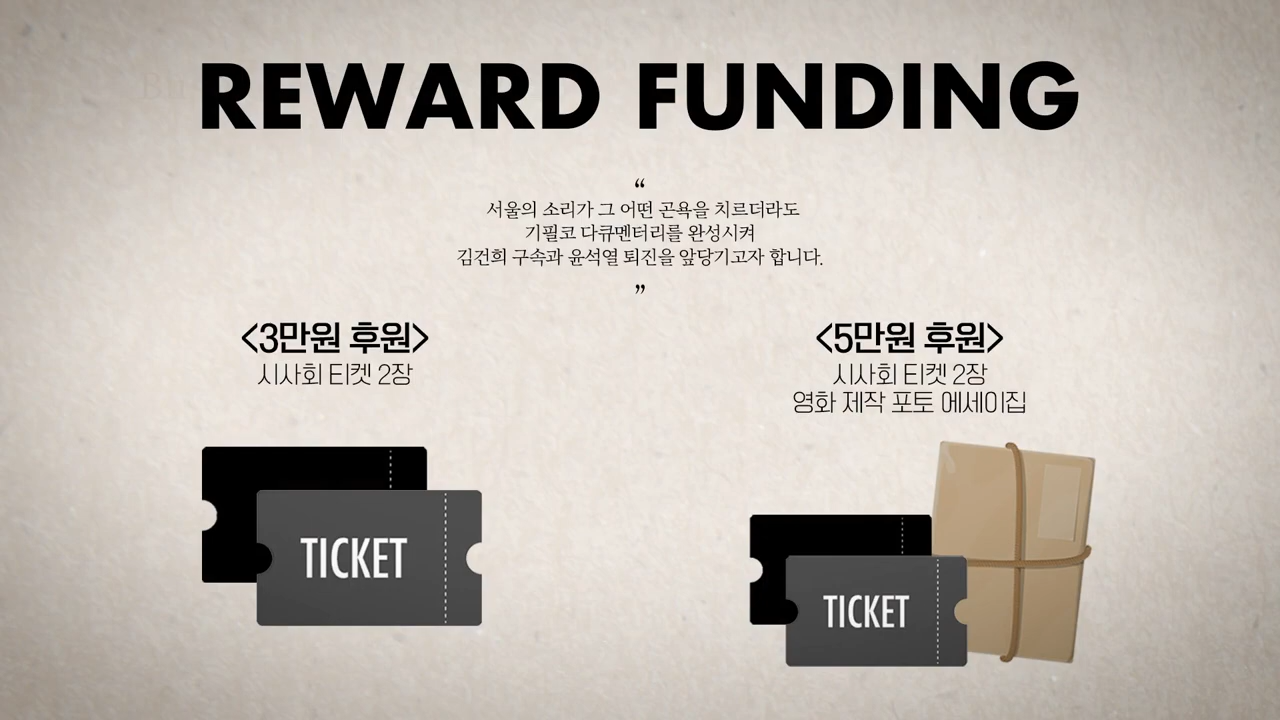 REWARD FUNDING
“
서울의 소리가 그 어떤 곤욕을 치르더라도
기필코 다큐멘터리를 완성시켜
김건희 구속과 윤석열 퇴진을 앞당기고자 합니다.
”
<3만원 후원>
시사회 티켓 2장
<5만원 후원>
시사회 티켓 2장
영화 제작 포토 에세이집
TICKET
TICKET